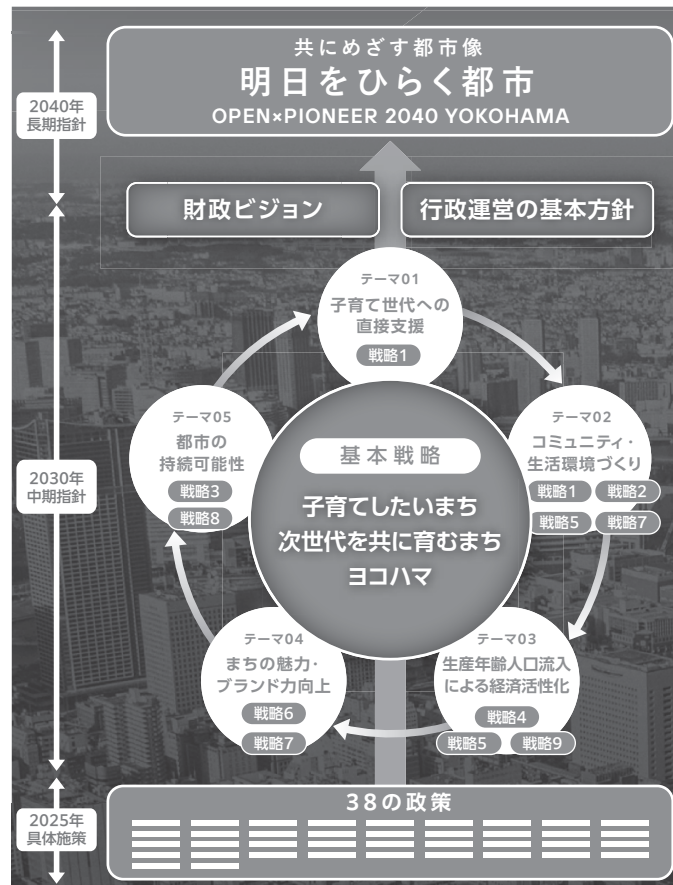 共にめざす都市像
明日をひらく都市
OPEN×PIONEER 2040 YOKOHAMA
2040年
長期指針
財政ビジョン
行政運営の基本方針
テーマ01
子育て世代への
直接支援
戦略1
テーマ05
都市の
持続可能性
戦略3
戦略8
テーマ02
コミュニティ・
生活環境づくり
戦略1 戦略2
戦略5 戦略7
基本戦略
子育てしたいまち
次世代を共に育むまち
ヨコハマ
2030年
中期指針
テーマ04
まちの魅力・
ブランド力向上
戦略6
戦略7
テーマ03
生産年齢人口流入
による経済活性化
戦略4
戦略5 戦略9
38の政策
2025年
具体施策